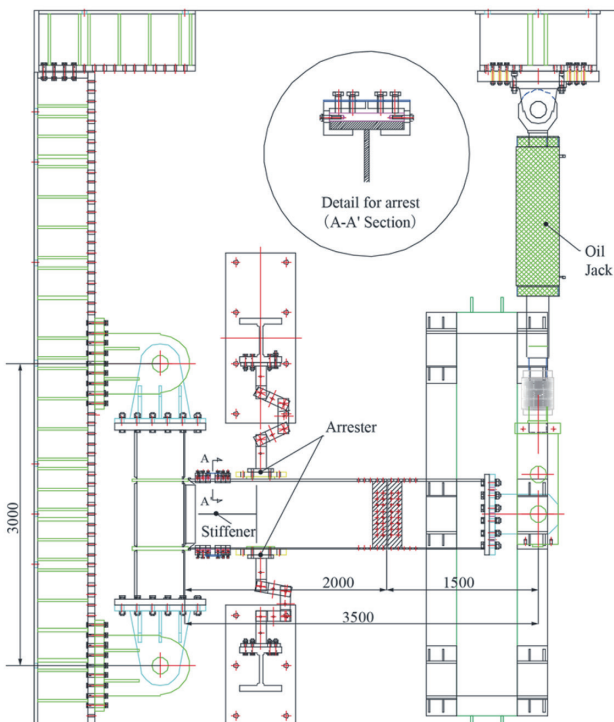 Detail for arrest
(A-A' Section)
Oil
Jack
Arrester
A
A'
Stiffener
3000
2000
1500
3500